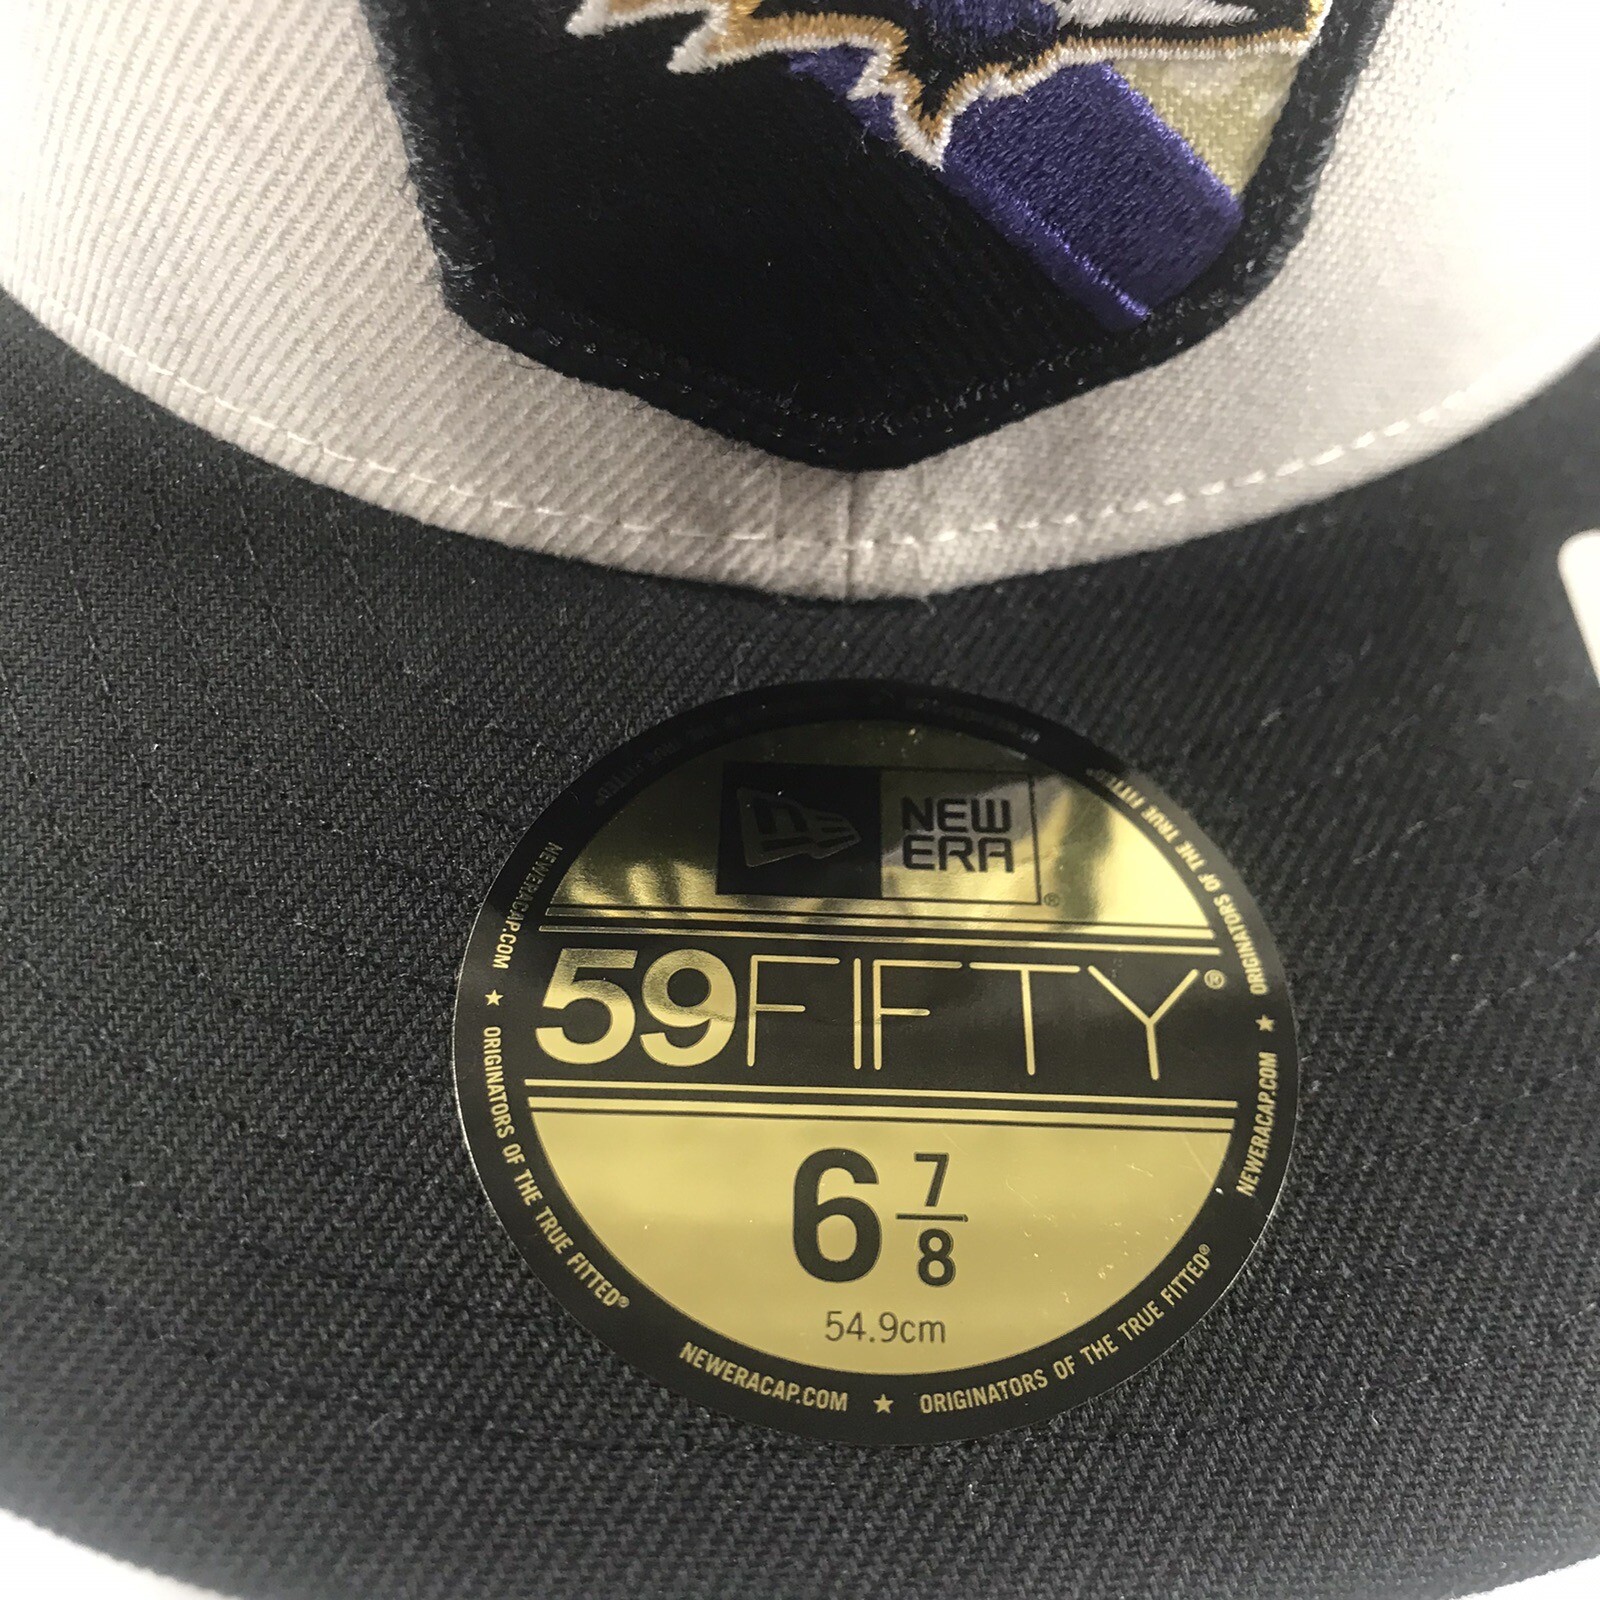 NEW
ERA®
59FIFTY®
6 7/8
54.9cm
NEWERACAP.COM ★ ORIGINATORS OF THE TRUE FITTED®
NEWERACAP.COM ★ ORIGINATORS OF THE TRUE FITTED®
NEWERACAP.COM ★ ORIGINATORS OF THE TRUE FITTED®